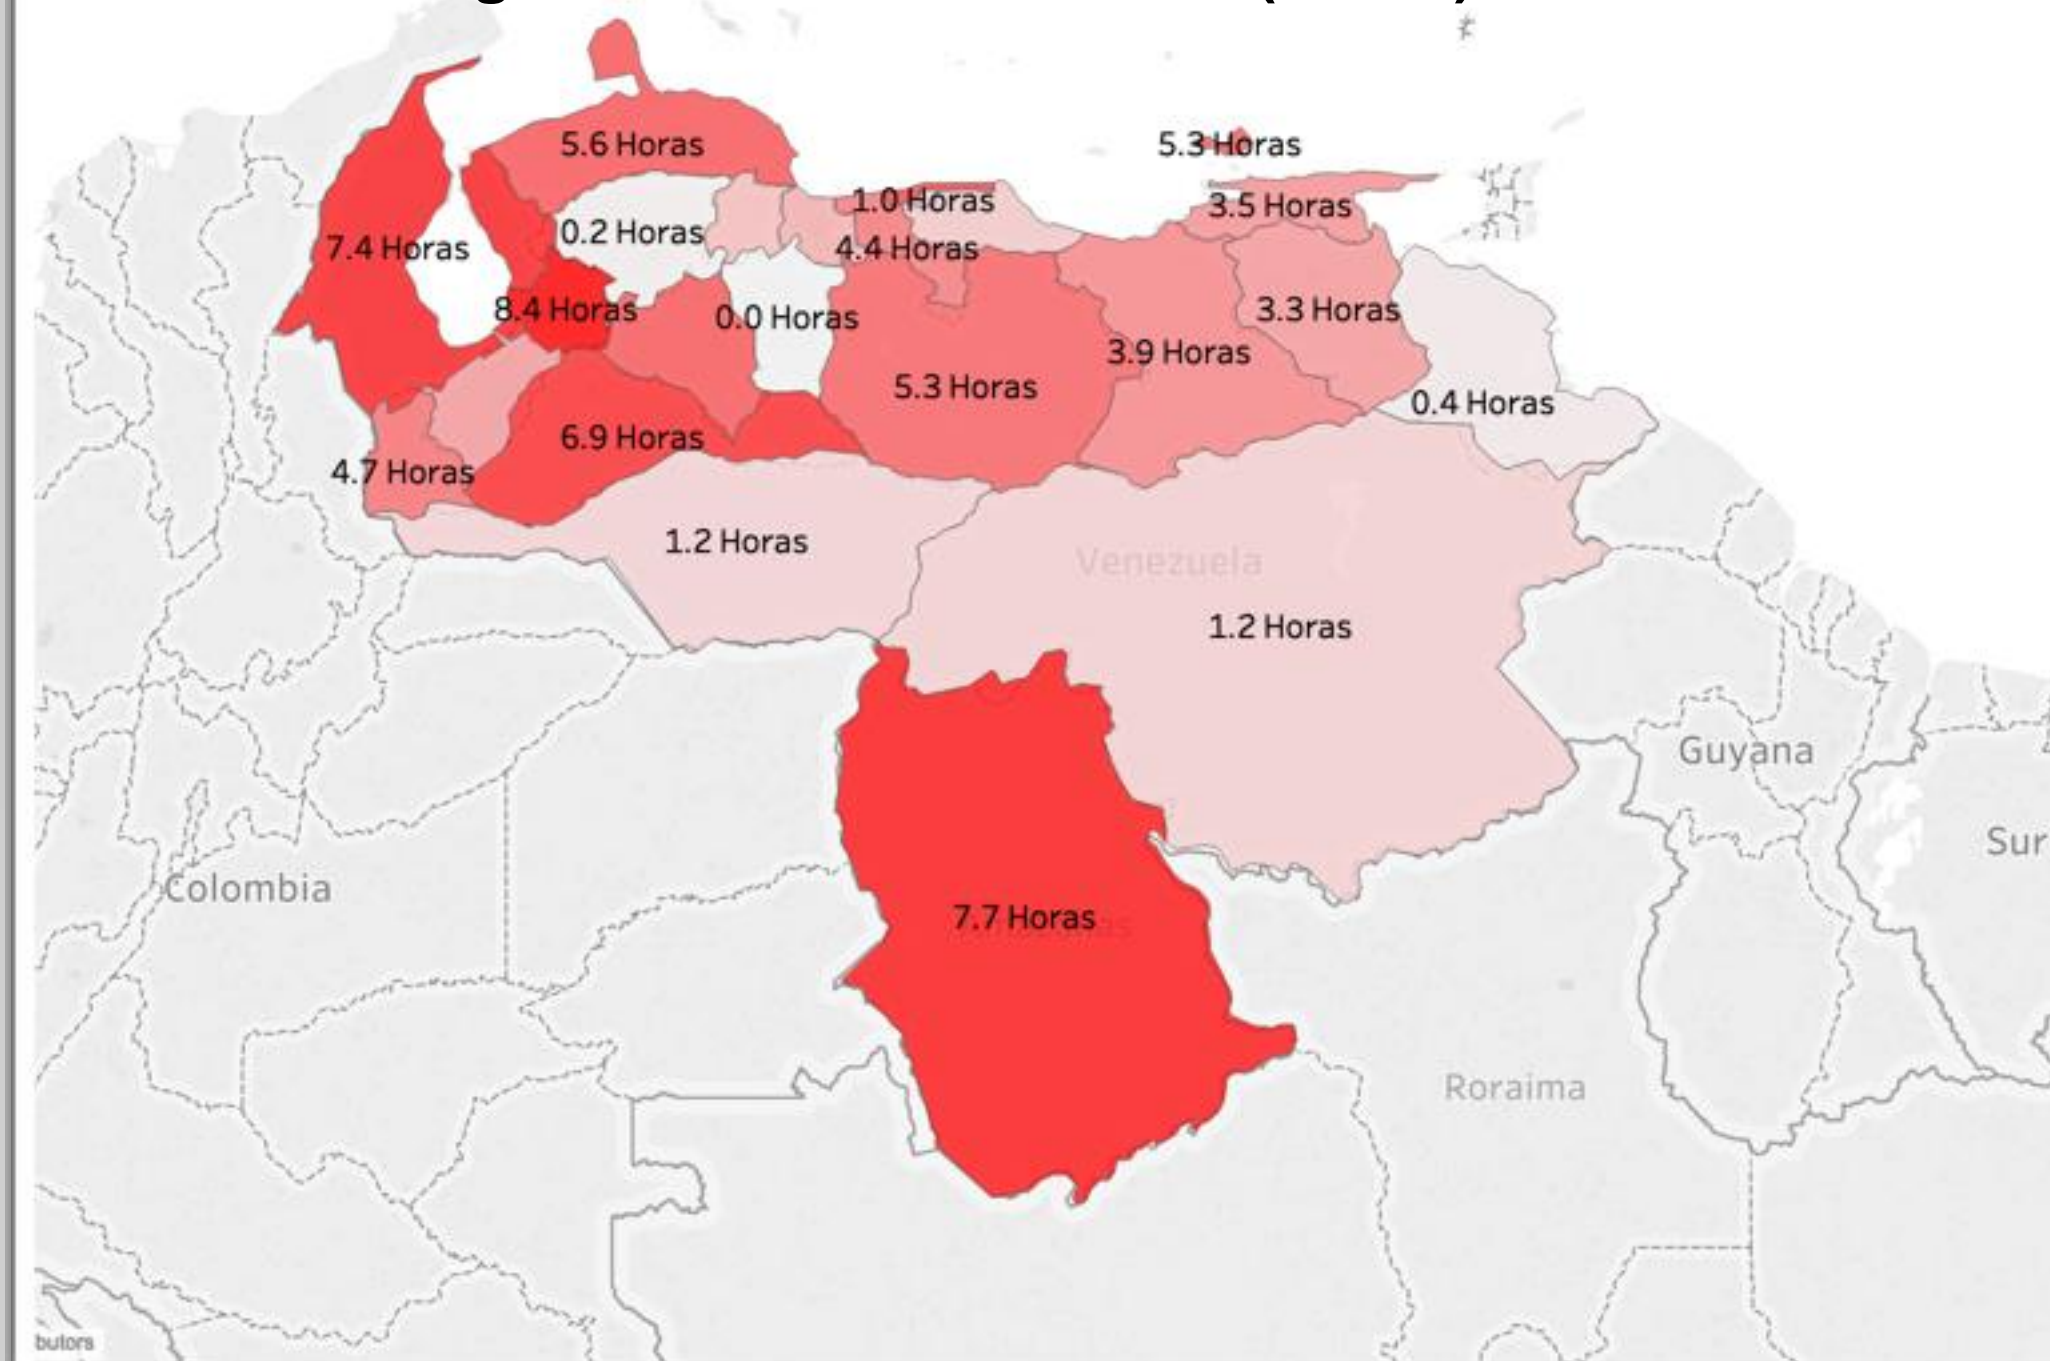 5.6 Horas
5.3 Horas
1.0 Horas
3.5 Horas
0.2 Horas
7.4 Horas
4.4 Horas
8.4 Horas
0.0 Horas
3.3 Horas
3.9 Horas
5.3 Horas
0.4 Horas
6.9 Horas
4.7 Horas
1.2 Horas
Venezuela
1.2 Horas
Guyana
Sur
Colombia
7.7 Horas
Roraima
butors